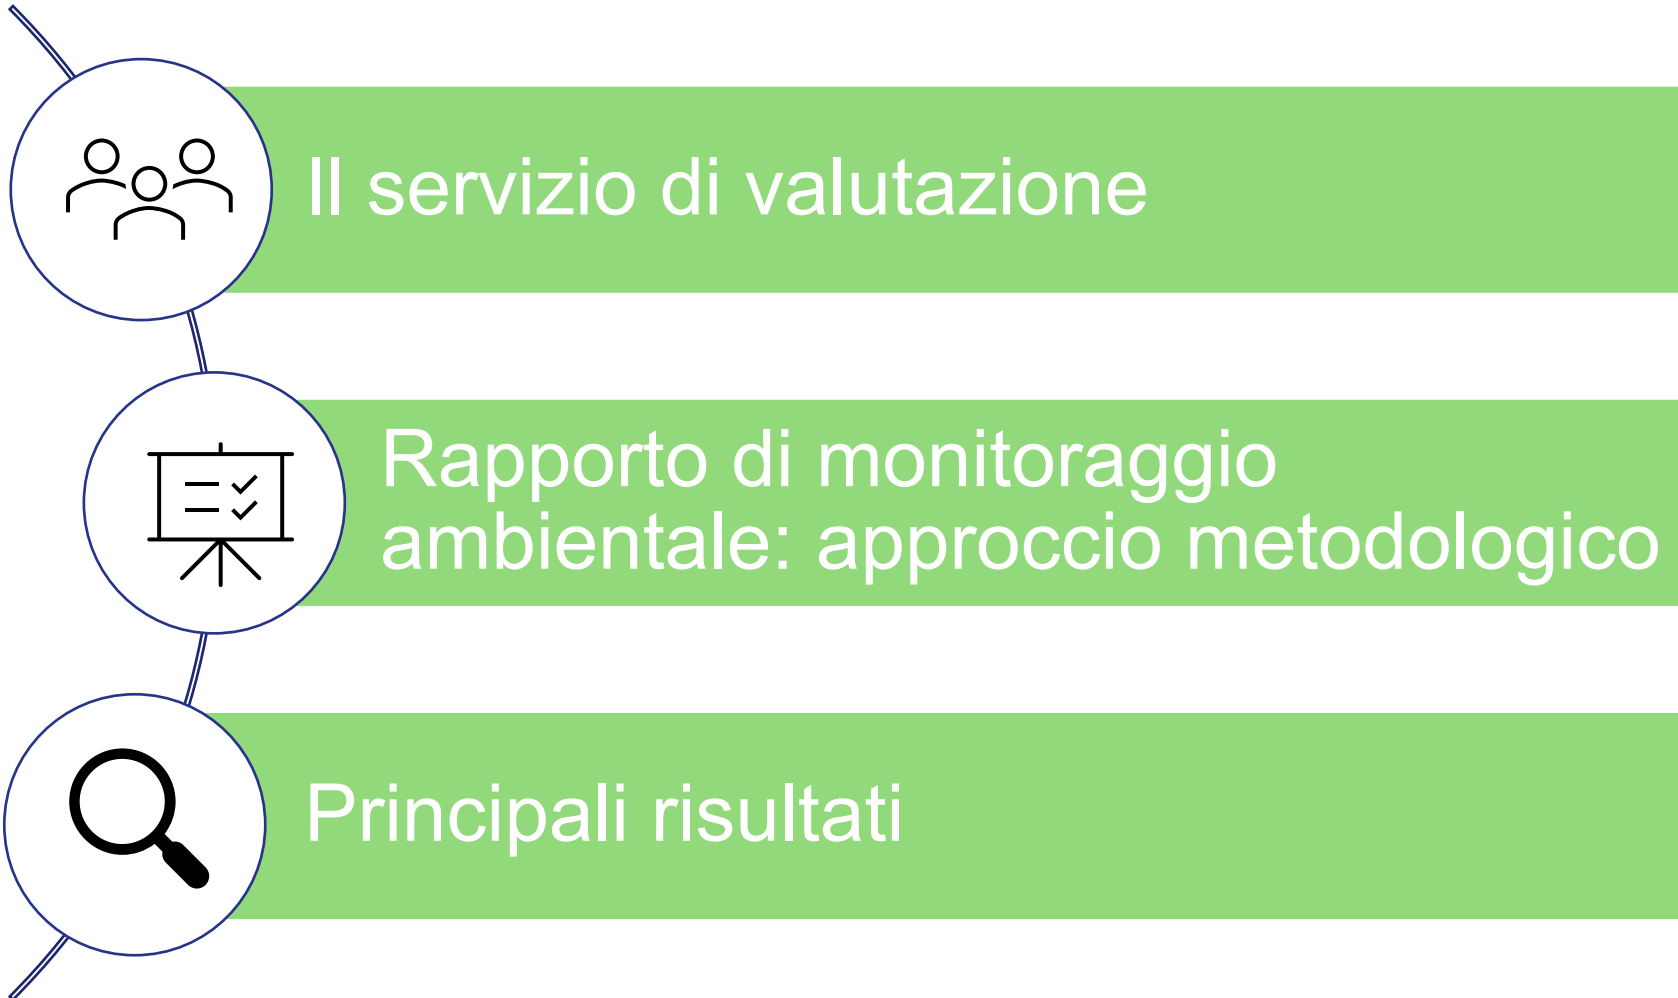 Il servizio di valutazione
Rapporto di monitoraggio
ambientale: approccio metodologico
Principali risultati